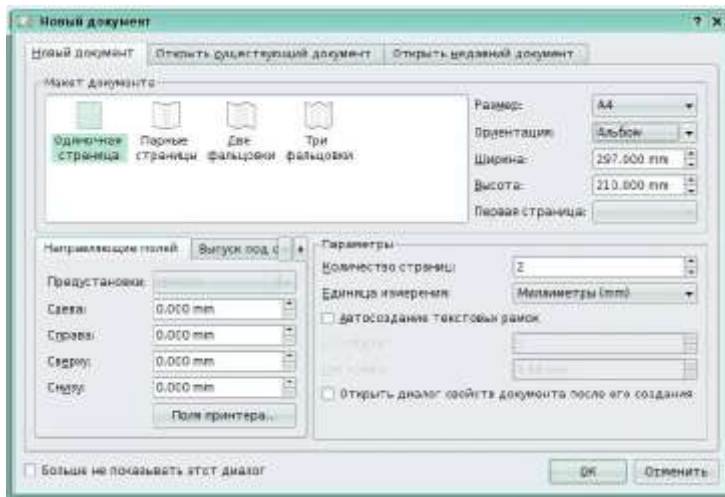 Новый документ
Новый документ Открыть существующий документ Открыть недавний документ
Макет документа
Одиночная страница
Парные страницы
Две фальцовки
Три фальцовки
Размер: A4
Ориентация: Альбом
Ширина: 297.000 mm
Высота: 210.000 mm
Первая страница:
Направляющие полей Выпуск под
Предустановки:
Слева: 0.000 mm
Справа: 0.000 mm
Сверху: 0.000 mm
Снизу: 0.000 mm
Поля принтера...
Параметры
Количество страниц: 2
Единица измерения: Миллиметры (mm)
Автосоздание текстовых рамок
Открыть диалог свойств документа после его создания
Больше не показывать этот диалог
OK Отменить